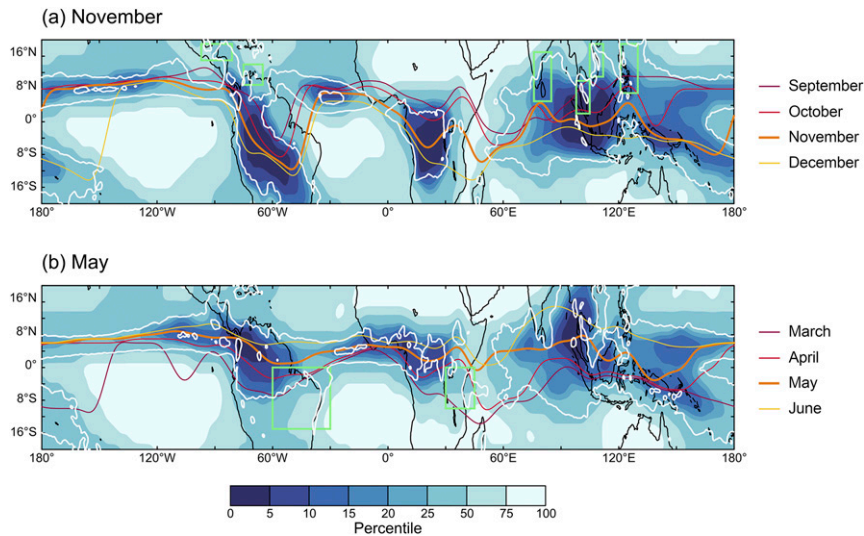 (a) November
16°N
8°N
0°
8°S
16°S
180° 120°W 60°W 0° 60°E 120°E 180°
September
October
November
December
(b) May
16°N
8°N
0°
8°S
16°S
180° 120°W 60°W 0° 60°E 120°E 180°
March
April
May
June
0 5 10 15 20 25 50 75 100
Percentile